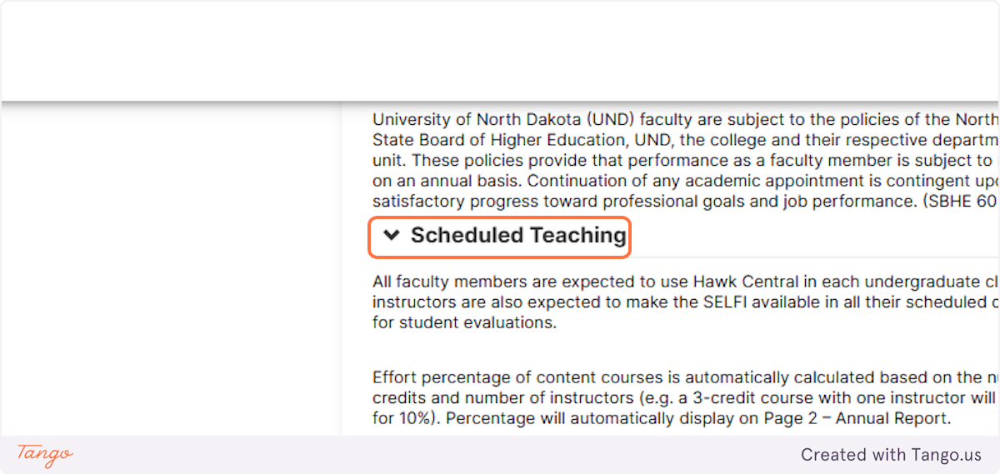 University of North Dakota (UND) faculty are subject to the policies of the North
State Board of Higher Education, UND, the college and their respective departm
unit. These policies provide that performance as a faculty member is subject to
on an annual basis. Continuation of any academic appointment is contingent upo
satisfactory progress toward professional goals and job performance. (SBHE 60
Scheduled Teaching
All faculty members are expected to use Hawk Central in each undergraduate cl
instructors are also expected to make the SELFI available in all their scheduled c
for student evaluations.
Effort percentage of content courses is automatically calculated based on the nu
credits and number of instructors (e.g. a 3-credit course with one instructor will
for 10%). Percentage will automatically display on Page 2 – Annual Report.
Tango
Created with Tango.us